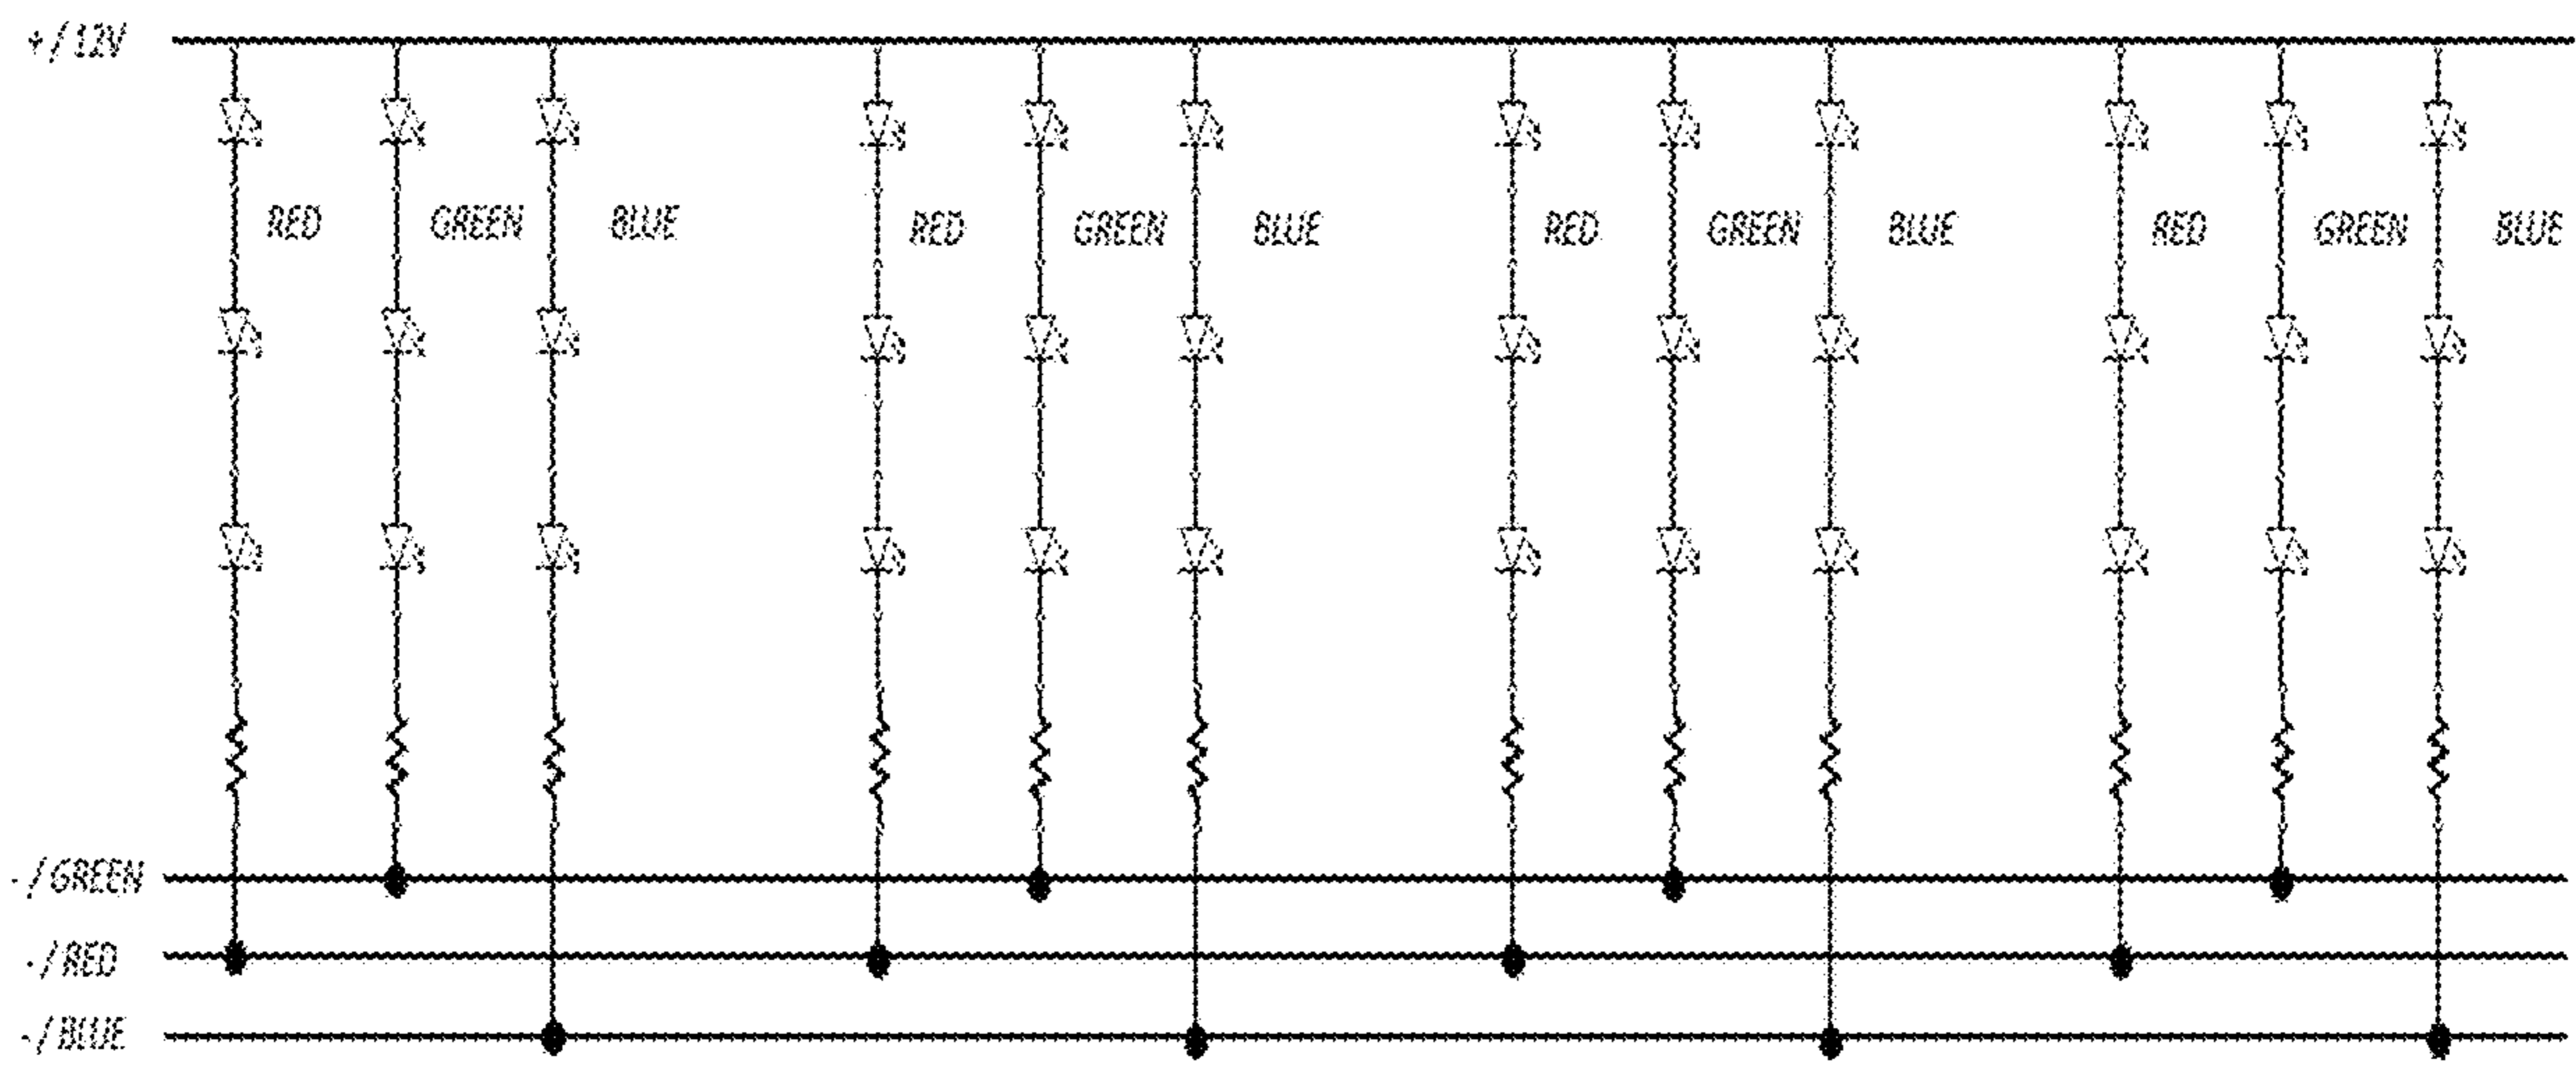 +/12V
RED GREEN BLUE RED GREEN BLUE RED GREEN BLUE RED GREEN BLUE
-/GREEN
-/RED
-/BLUE